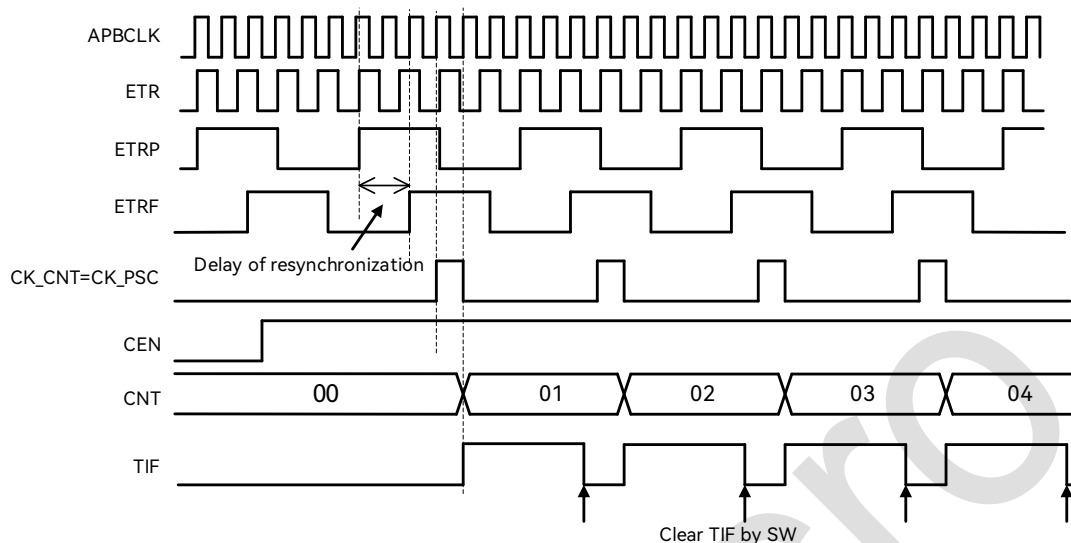 APBCLK
ETR
ETRP
ETRF
Delay of resynchronization
CK_CNT=CK_PSC
CEN
CNT
00 01 02 03 04
TIF
Clear TIF by SW